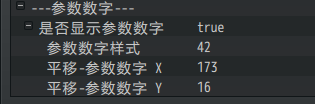 ---参数数字---
是否显示参数数字 true
参数数字样式 42
平移-参数数字 X 173
平移-参数数字 Y 16